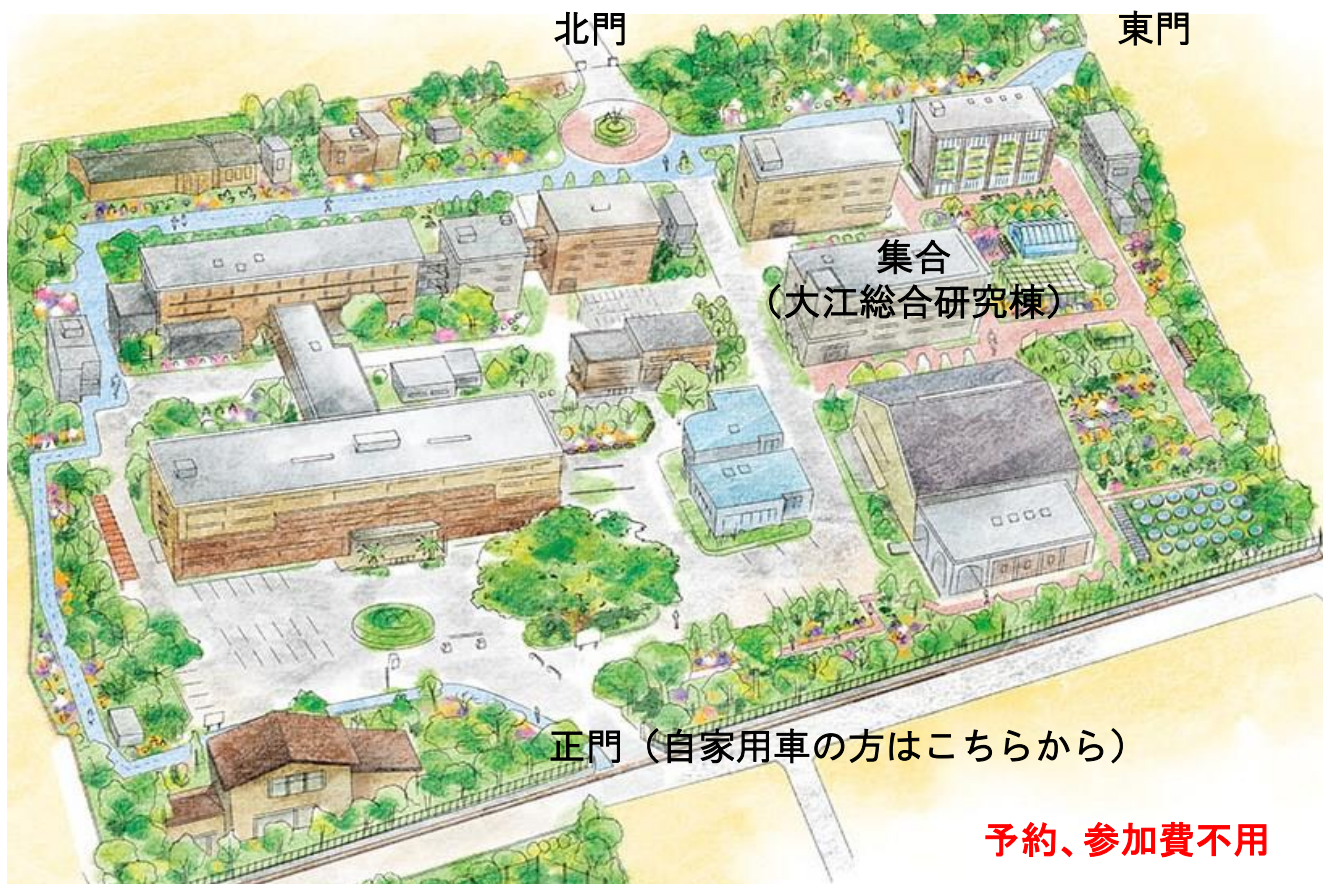 北門
東門
集合
（大江総合研究棟）
正門（自家用車の方はこちらから）
予約、参加費不用